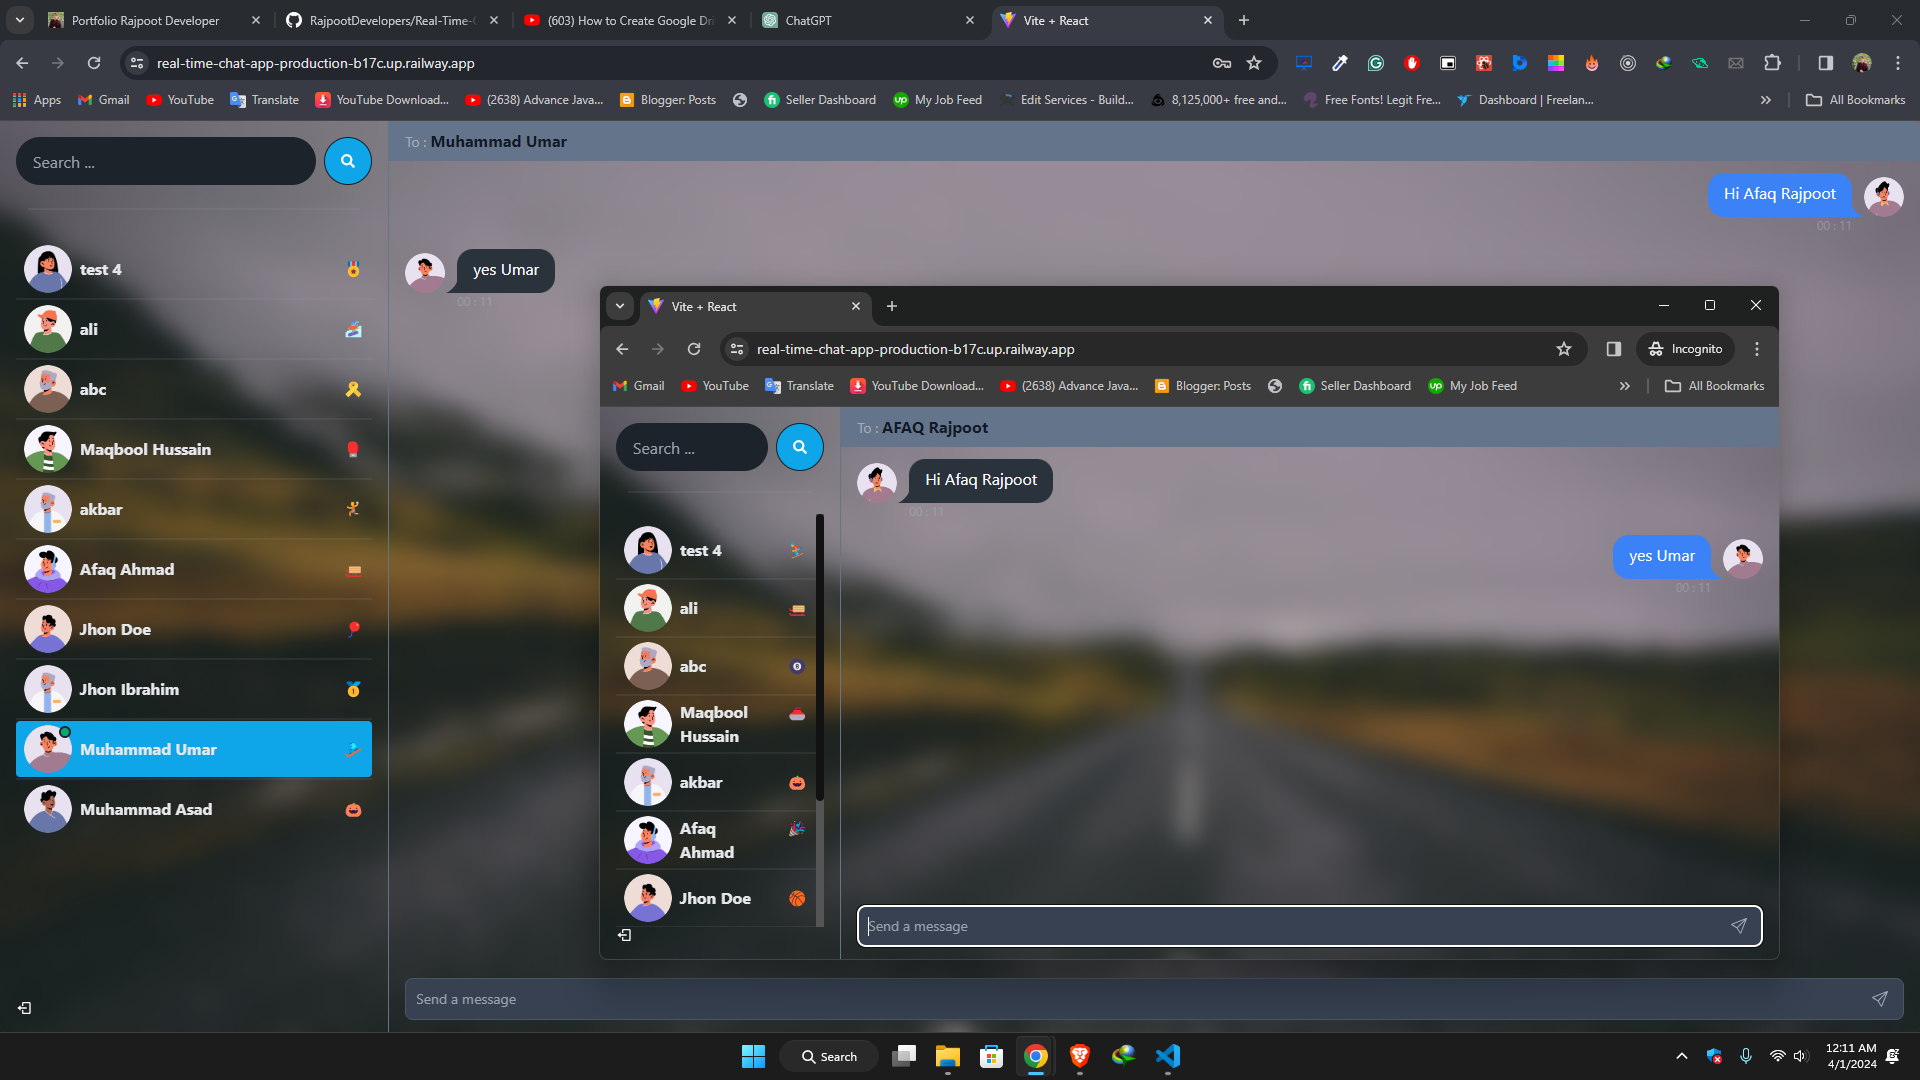 Portfolio Rajpoot Developer
RajpootDevelopers/Real-Time-C
(603) How to Create Google Dri
ChatGPT
Vite + React
real-time-chat-app-production-b17c.up.railway.app
Apps
Gmail
YouTube
Translate
YouTube Download...
(2638) Advance Java...
Blogger: Posts
Seller Dashboard
My Job Feed
Edit Services - Build...
8,125,000+ free and...
Free Fonts! Legit Fre...
Dashboard | Freelan...
All Bookmarks
Search ...
To : Muhammad Umar
Hi Afaq Rajpoot
00 : 11
yes Umar
00 : 11
test 4
ali
abc
Maqbool Hussain
akbar
Afaq Ahmad
Jhon Doe
Jhon Ibrahim
Muhammad Umar
Muhammad Asad
Vite + React
real-time-chat-app-production-b17c.up.railway.app
Incognito
Gmail
YouTube
Translate
YouTube Download...
(2638) Advance Java...
Blogger: Posts
Seller Dashboard
My Job Feed
All Bookmarks
Search ...
To : AFAQ Rajpoot
Hi Afaq Rajpoot
00 : 11
yes Umar
00 : 11
test 4
ali
abc
Maqbool
Hussain
akbar
Afaq
Ahmad
Jhon Doe
Send a message
Send a message
Search
12:11 AM
4/1/2024